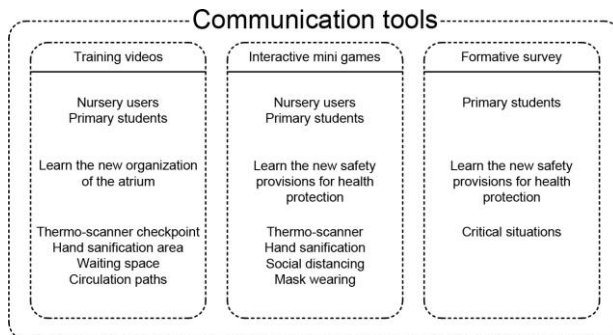 Communication tools
Training videos
Nursery users
Primary students
Learn the new organization
of the atrium
Thermo-scanner checkpoint
Hand sanification area
Waiting space
Circulation paths
Interactive mini games
Nursery users
Primary students
Learn the new safety
provisions for health
protection
Thermo-scanner
Hand sanification
Social distancing
Mask wearing
Formative survey
Primary students
Learn the new safety
provisions for health
protection
Critical situations